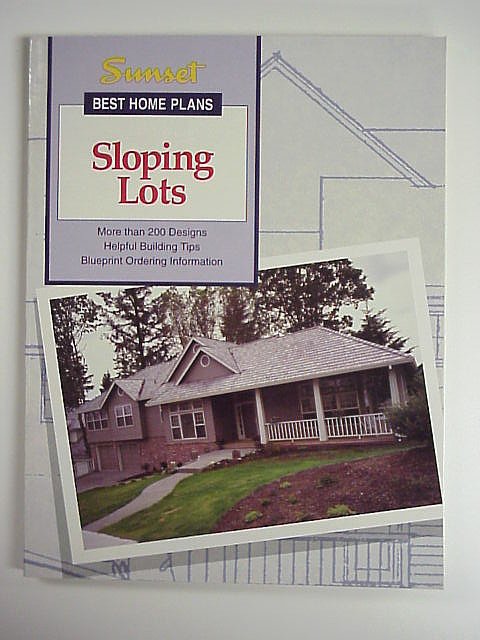 Sunset
BEST HOME PLANS
Sloping
Lots
More than 200 Designs
Helpful Building Tips
Blueprint Ordering Information